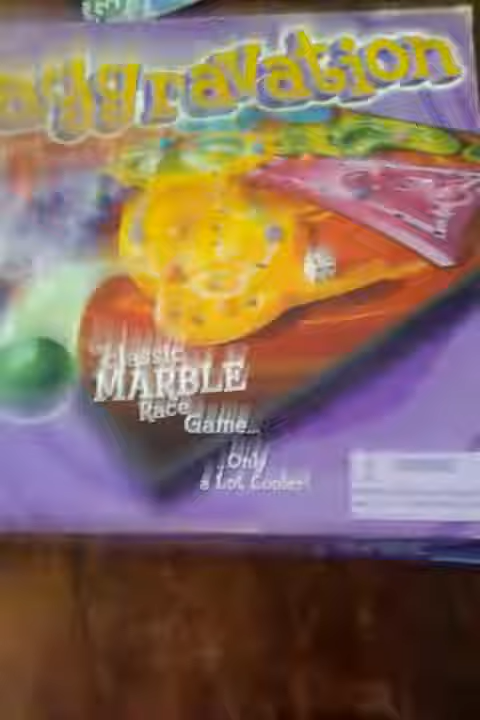 aggravation
Classic
MARBLE
Race
Game...
...Only
a Lot Cooler!